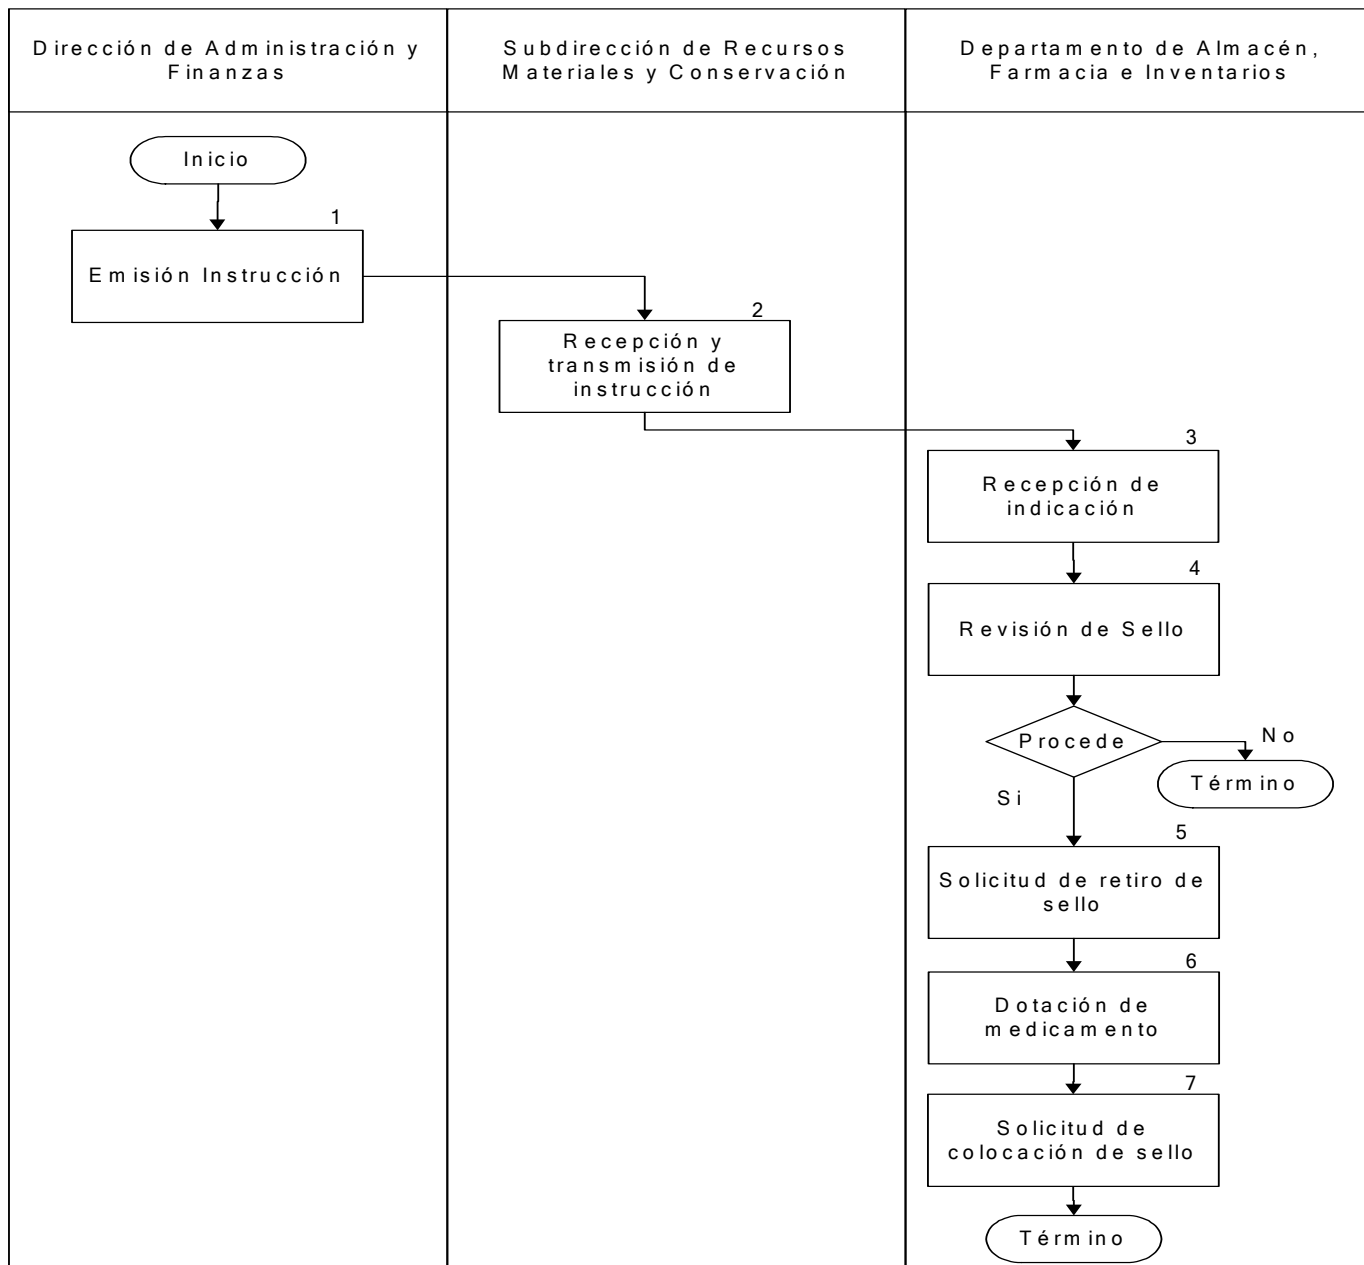 Dirección de Administración y
Finanzas
Subdirección de Recursos
Materiales y Conservación
Departamento de Almacén,
Farmacia e Inventarios
Inicio
1
Emisión Instrucción
2
Recepción y
transmisión de
instrucción
3
Recepción de
indicación
4
Revisión de Sello
Procede
No
Término
Si
5
Solicitud de retiro de
sello
6
Dotación de
medicamento
7
Solicitud de
colocación de sello
Término